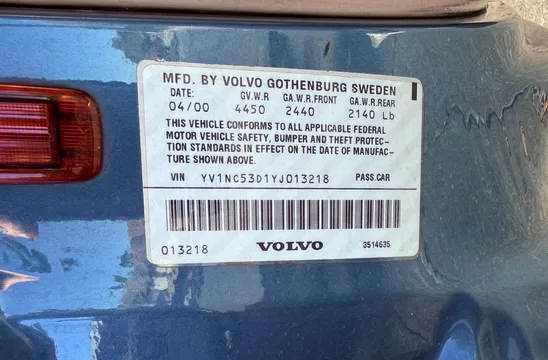 MFD. BY VOLVO GOTHENBURG SWEDEN
DATE: GV.W.R GA.W.R.FRONT GA.W.R.REAR
04/00 4450 2440 2140 Lb
THIS VEHICLE CONFORMS TO ALL APPLICABLE FEDERAL
MOTOR VEHICLE SAFETY, BUMPER AND THEFT PROTEC-
TION STANDARDS IN EFFECT ON THE DATE OF MANUFAC-
TURE SHOWN ABOVE.
VIN YV1NC53D1YJ013218 PASS.CAR
013218 VOLVO 3514635